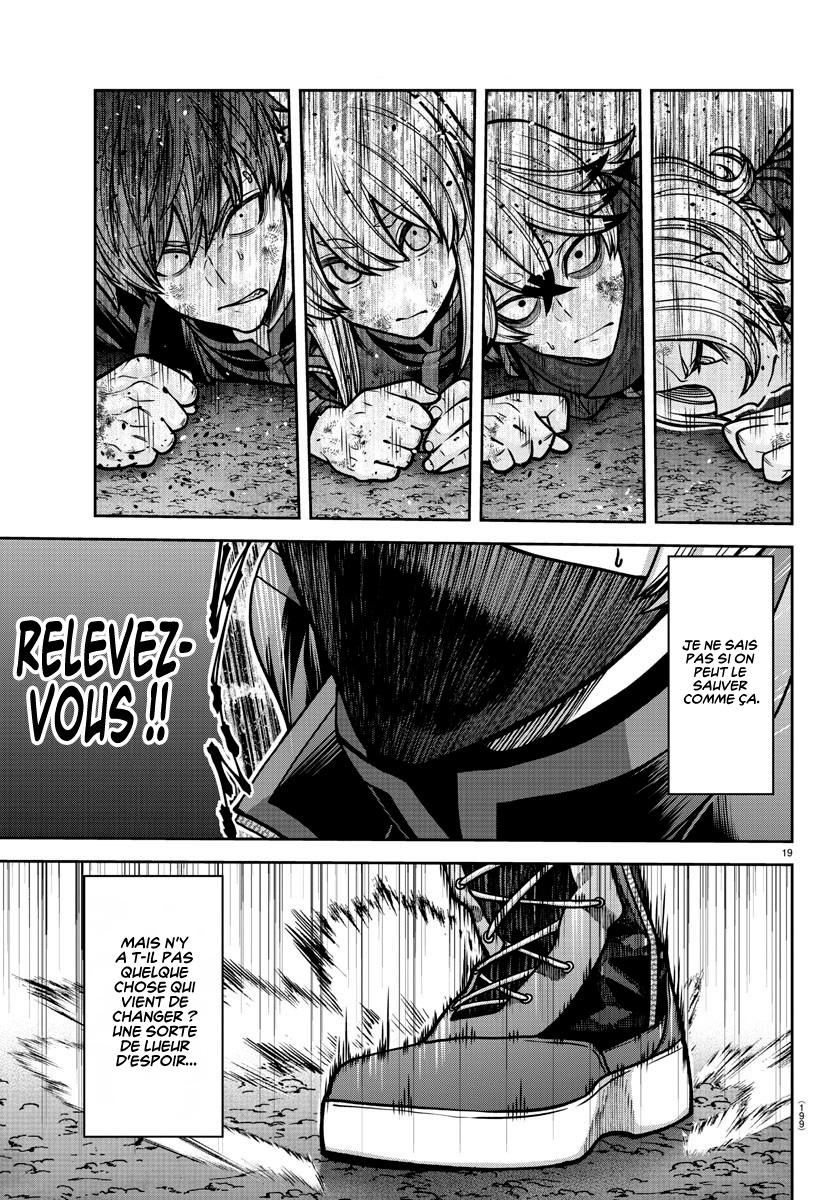 JE NE SAIS
PAS SI ON
PEUT LE
SAUVER
COMME ÇA.
RELEVEZ-
VOUS !!
19
MAIS N'Y
A T-IL PAS
QUELQUE
CHOSE QUI
VIENT DE
CHANGER ?
UNE SORTE
DE LUEUR
D'ESPOIR...
(199)